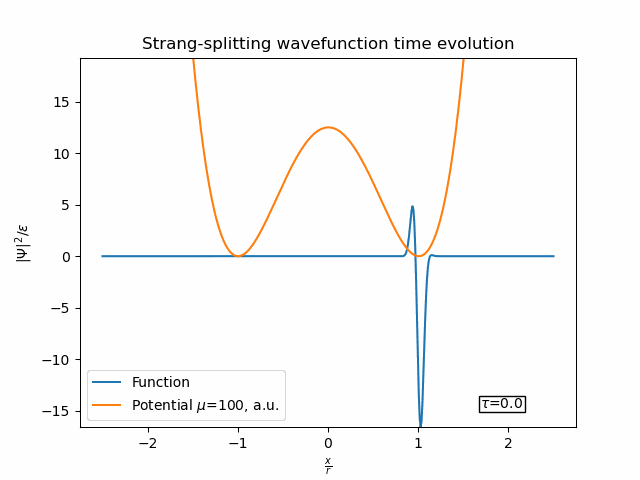 Strang-splitting wavefunction time evolution
|Ψ|²/ε
15
10
5
0
−5
−10
−15
Function
Potential μ=100, a.u.
τ=0.0
−2
−1
0
1
2
x/r